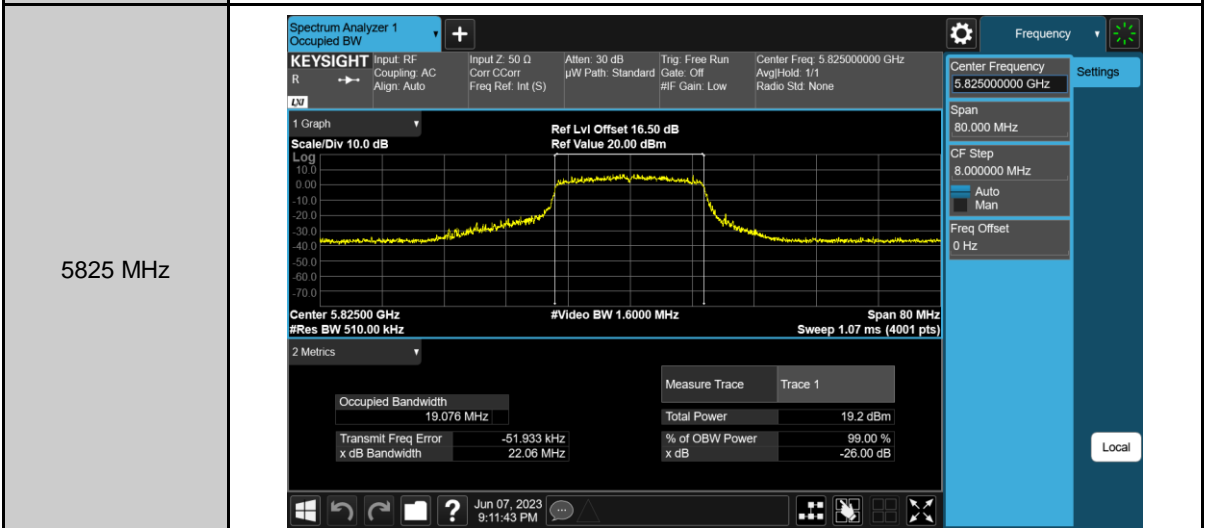 5825 MHz
Spectrum Analyzer 1
Occupied BW
+
Frequency
KEYSIGHT
R
LXI
Input: RF
Coupling: AC
Align: Auto
Input Z: 50 Ω
Corr CCorr
Freq Ref: Int (S)
Atten: 30 dB
µW Path: Standard
Trig: Free Run
Gate: Off
#IF Gain: Low
Center Freq: 5.825000000 GHz
Avg|Hold: 1/1
Radio Std: None
Center Frequency
5.825000000 GHz
Settings
Span
80.000 MHz
CF Step
8.000000 MHz
Auto
Man
Freq Offset
0 Hz
Local
1 Graph
Scale/Div 10.0 dB
Ref Lvl Offset 16.50 dB
Ref Value 20.00 dBm
Log
10.0
0.00
-10.0
-20.0
-30.0
-40.0
-50.0
-60.0
-70.0
Center 5.82500 GHz
#Video BW 1.6000 MHz
Span 80 MHz
#Res BW 510.00 kHz
Sweep 1.07 ms (4001 pts)
2 Metrics
Measure Trace Trace 1
Occupied Bandwidth
19.076 MHz
Total Power 19.2 dBm
Transmit Freq Error -51.933 kHz
% of OBW Power 99.00 %
x dB Bandwidth 22.06 MHz
x dB -26.00 dB
?
Jun 07, 2023
9:11:43 PM